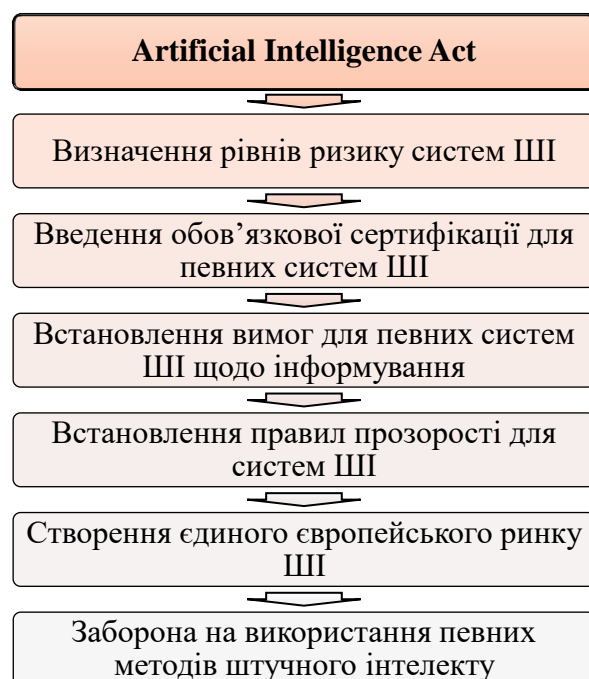 Artificial Intelligence Act
Визначення рівнів ризику систем ШІ
Введення обов’язкової сертифікації для
певних систем ШІ
Встановлення вимог для певних систем
ШІ щодо інформування
Встановлення правил прозорості для
систем ШІ
Створення єдиного європейського ринку
ШІ
Заборона на використання певних
методів штучного інтелекту